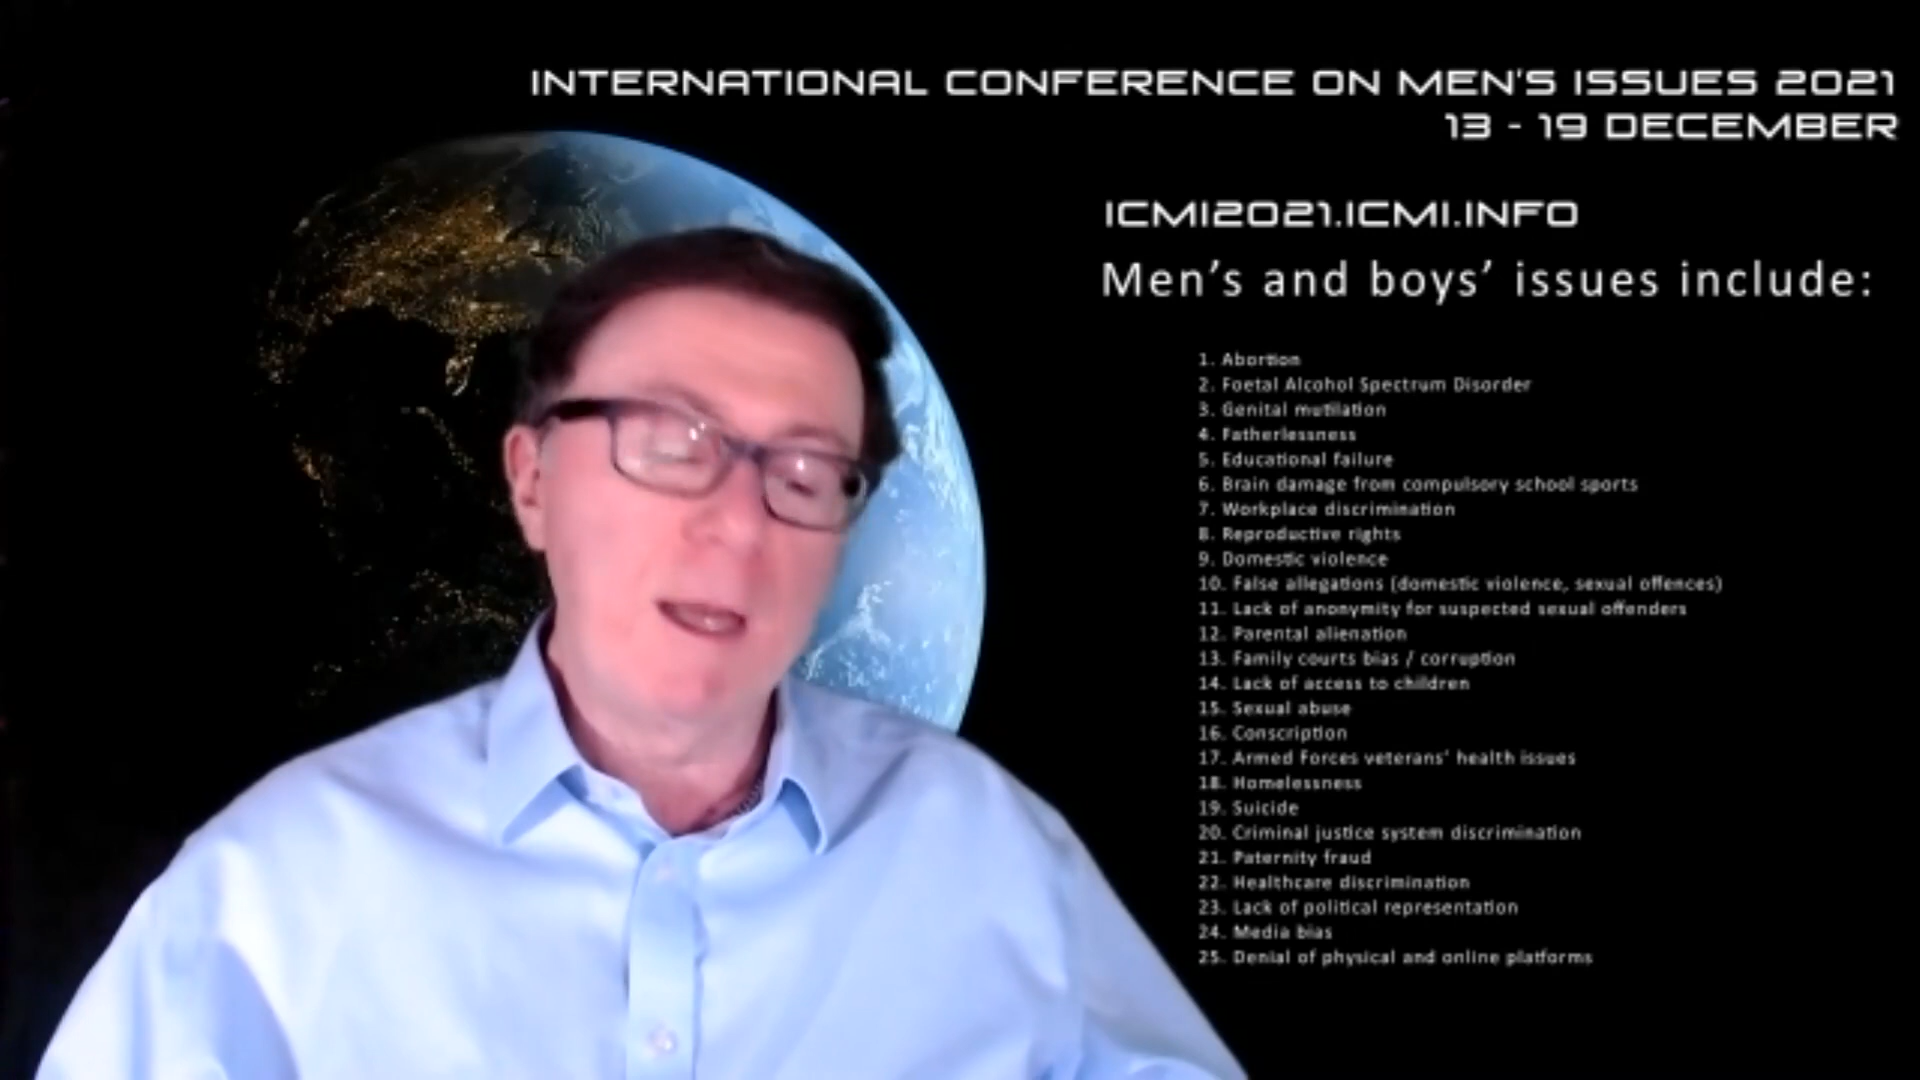 INTERNATIONAL CONFERENCE ON MEN'S ISSUES 2021
13 - 19 DECEMBER
ICMI2021.ICMI.INFO
Men’s and boys’ issues include:
1. Abortion
2. Foetal Alcohol Spectrum Disorder
3. Genital mutilation
4. Fatherlessness
5. Educational failure
6. Brain damage from compulsory school sports
7. Workplace discrimination
8. Reproductive rights
9. Domestic violence
10. False allegations (domestic violence, sexual offences)
11. Lack of anonymity for suspected sexual offenders
12. Parental alienation
13. Family courts bias / corruption
14. Lack of access to children
15. Sexual abuse
16. Conscription
17. Armed Forces veterans’ health issues
18. Homelessness
19. Suicide
20. Criminal justice system discrimination
21. Paternity fraud
22. Healthcare discrimination
23. Lack of political representation
24. Media bias
25. Denial of physical and online platforms